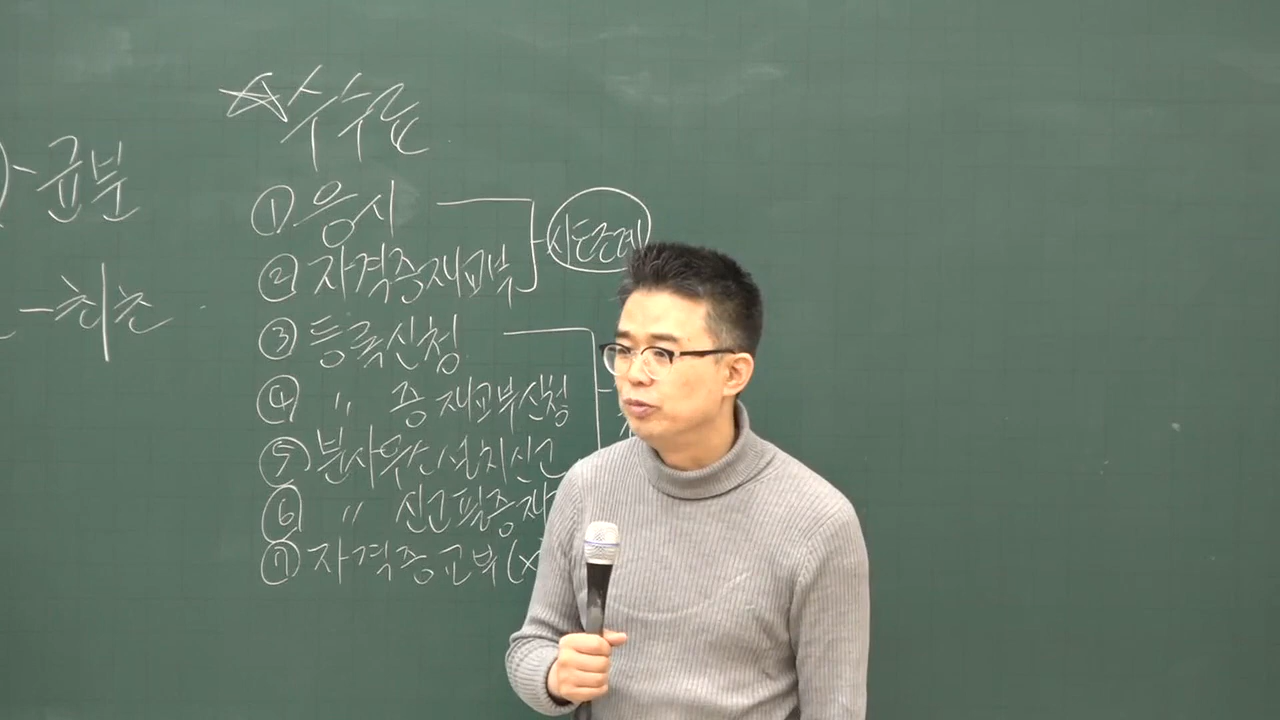 ☆수수료
①응시
시·도조례
②자격증재교부
③등록신청
④ 〃 증재교부신청
⑤분사무소설치신고
⑥ 〃 신고필증재
⑦자격증교부(x
-균분
-최초